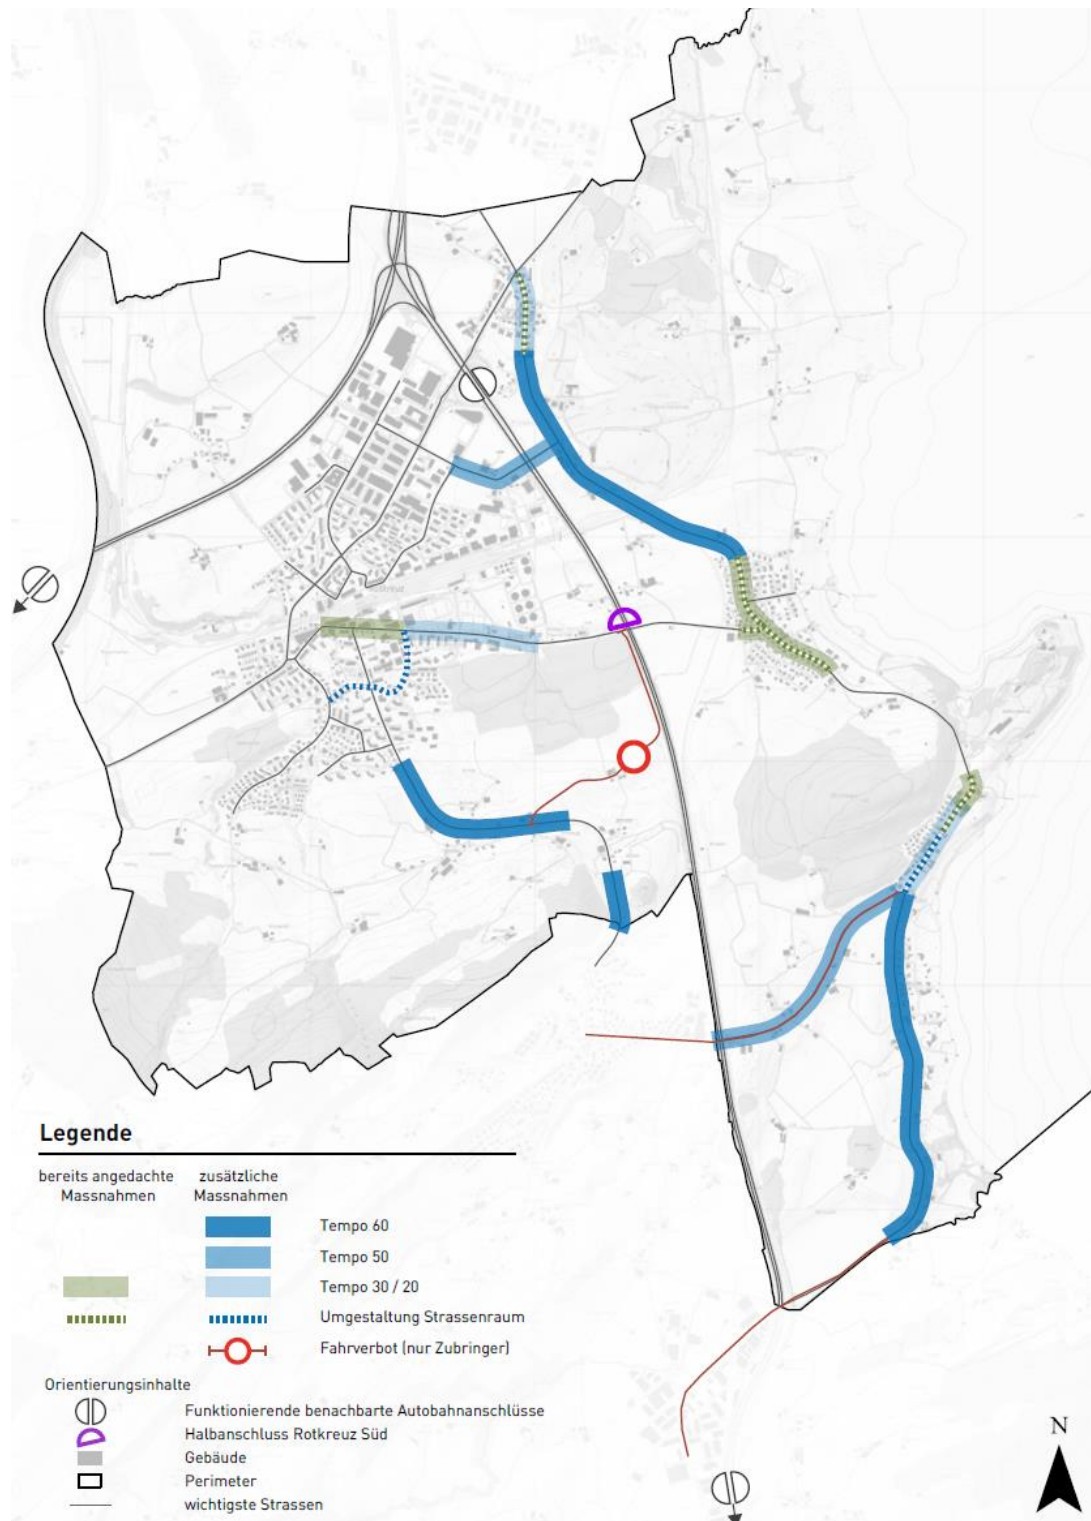 N
Legende
bereits angedachte Massnahmen
zusätzliche Massnahmen
Tempo 60
Tempo 50
Tempo 30 / 20
Umgestaltung Strassenraum
Fahrverbot (nur Zubringer)
Orientierungsinhalte
Funktionierende benachbarte Autobahnanschlüsse
Halbanschluss Rotkreuz Süd
Gebäude
Perimeter
wichtigste Strassen